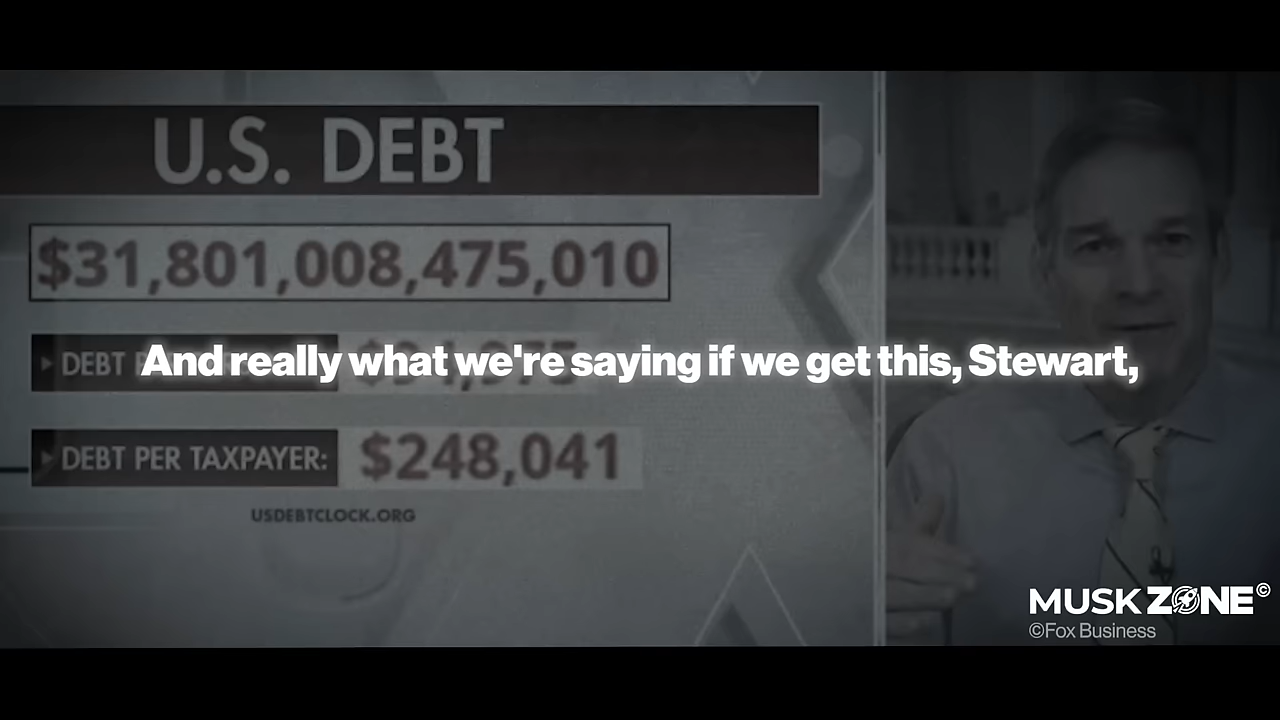 U.S. DEBT
$31,801,008,475,010
DEBT
And really what we're saying if we get this, Stewart,
DEBT PER TAXPAYER: $248,041
USDEBTCLOCK.ORG
MUSK ZONE©
©Fox Business